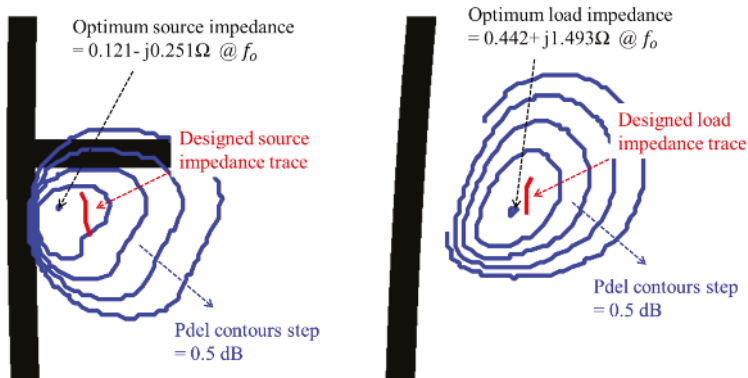 Optimum source impedance
= 0.121- j0.251Ω @ fₒ
Designed source
impedance trace
Pdel contours step
= 0.5 dB
Optimum load impedance
= 0.442+ j1.493Ω @ fₒ
Designed load
impedance trace
Pdel contours step
= 0.5 dB